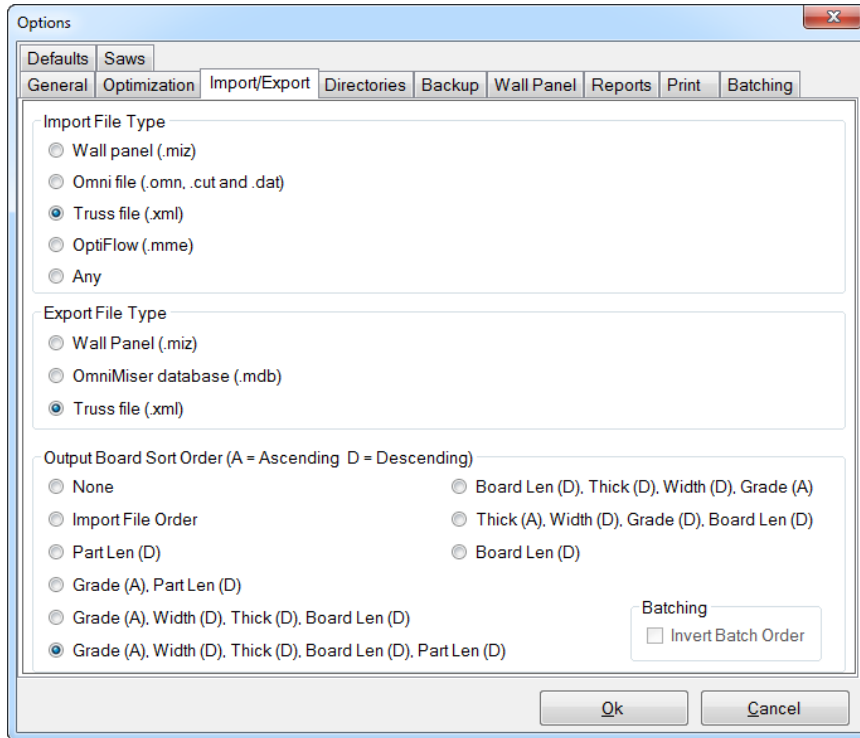 Options
Defaults Saws
General Optimization Import/Export Directories Backup Wall Panel Reports Print Batching
Import File Type
Wall panel (.miz)
Omni file (.omn, .cut and .dat)
Truss file (.xml)
OptiFlow (.mme)
Any
Export File Type
Wall Panel (.miz)
OmniMiser database (.mdb)
Truss file (.xml)
Output Board Sort Order (A = Ascending D = Descending)
None
Import File Order
Part Len (D)
Grade (A), Part Len (D)
Grade (A), Width (D), Thick (D), Board Len (D)
Grade (A), Width (D), Thick (D), Board Len (D), Part Len (D)
Board Len (D), Thick (D), Width (D), Grade (A)
Thick (A), Width (D), Grade (D), Board Len (D)
Board Len (D)
Batching
Invert Batch Order
Ok Cancel